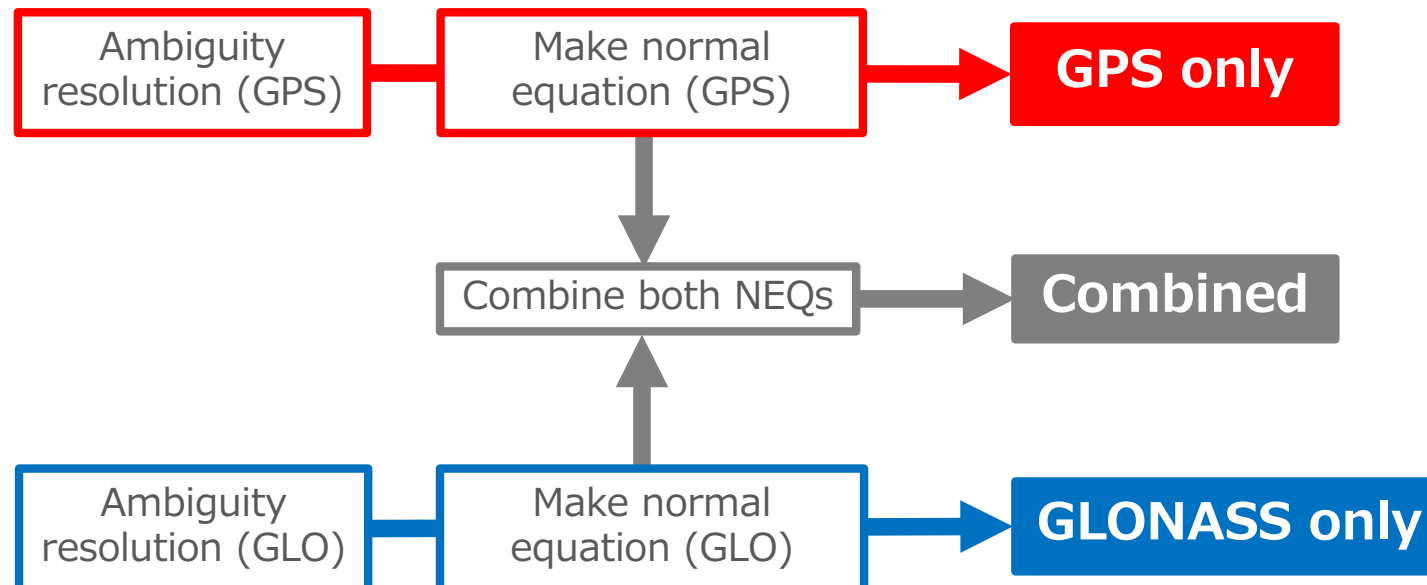 Ambiguity
resolution (GPS)
Make normal
equation (GPS)
GPS only
Combine both NEQs
Combined
Ambiguity
resolution (GLO)
Make normal
equation (GLO)
GLONASS only